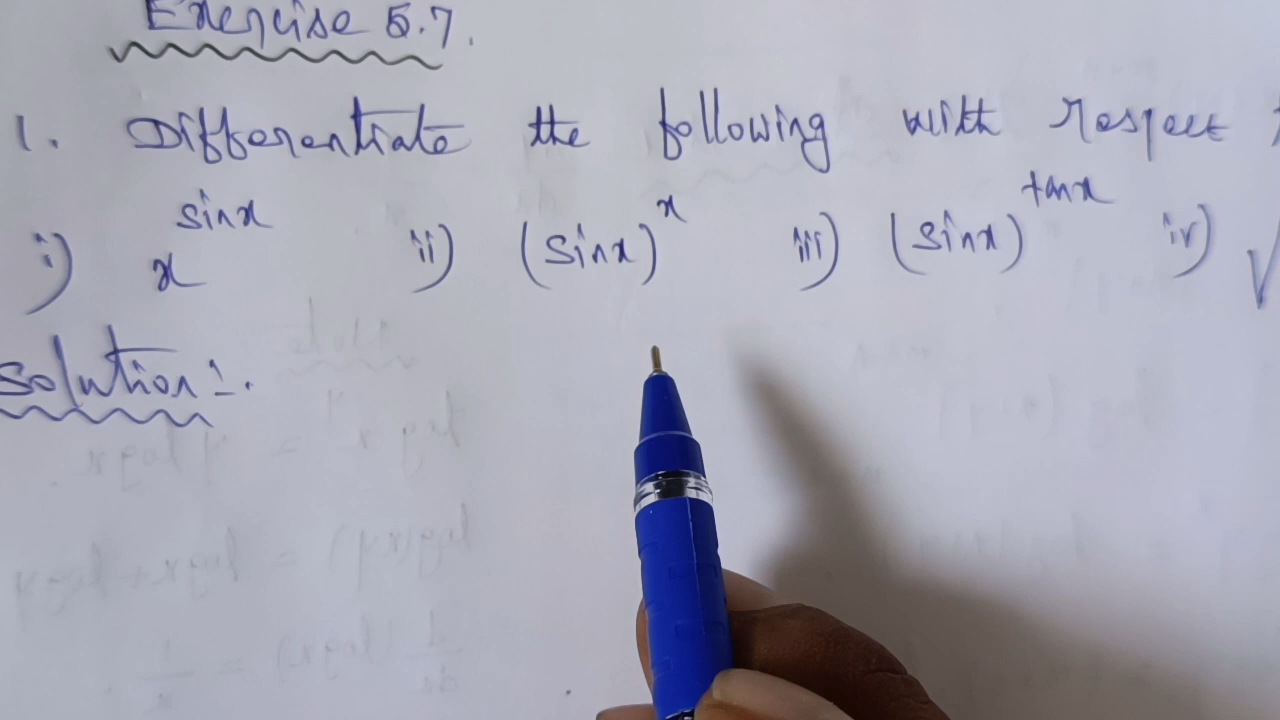 Exercise 5.7.
1. Differentiate the following with respect
i) x^sinx ii) (sinx)^x iii) (sinx)^tanx iv) √
Solution:-